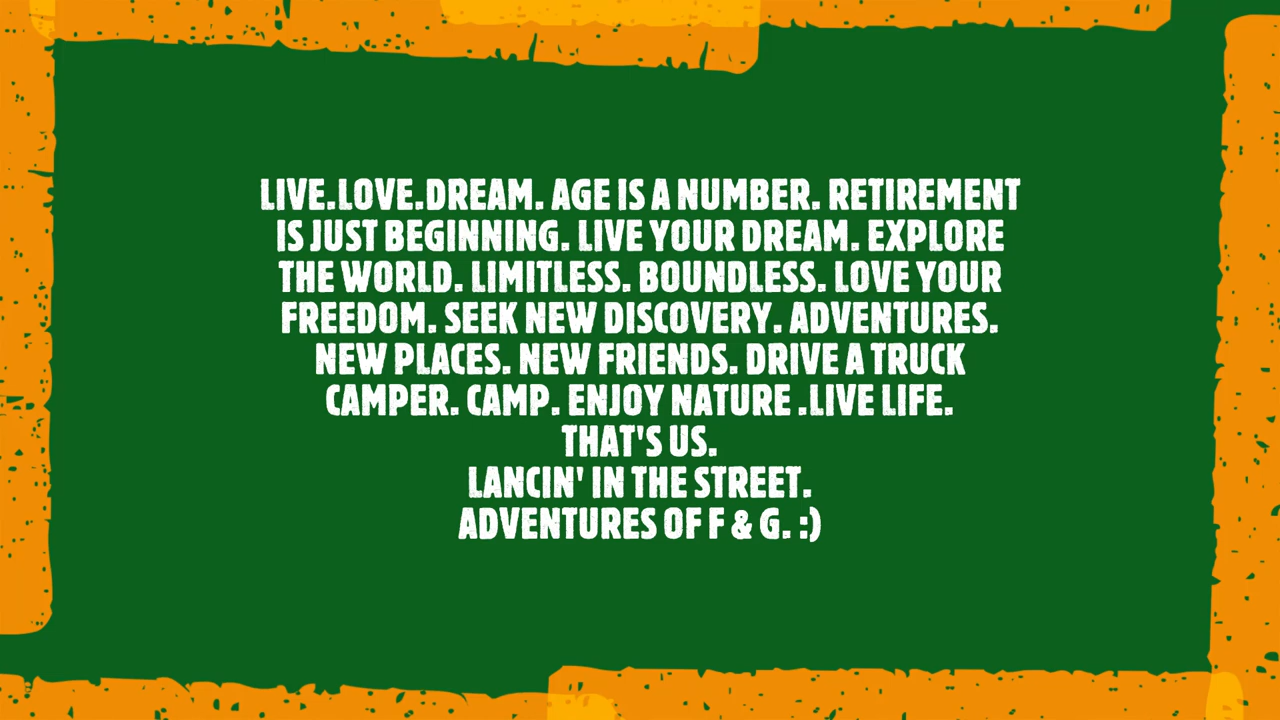 LIVE.LOVE.DREAM. AGE IS A NUMBER. RETIREMENT
IS JUST BEGINNING. LIVE YOUR DREAM. EXPLORE
THE WORLD. LIMITLESS. BOUNDLESS. LOVE YOUR
FREEDOM. SEEK NEW DISCOVERY. ADVENTURES.
NEW PLACES. NEW FRIENDS. DRIVE A TRUCK
CAMPER. CAMP. ENJOY NATURE .LIVE LIFE.
THAT'S US.
LANCIN' IN THE STREET.
ADVENTURES OF F & G. :)